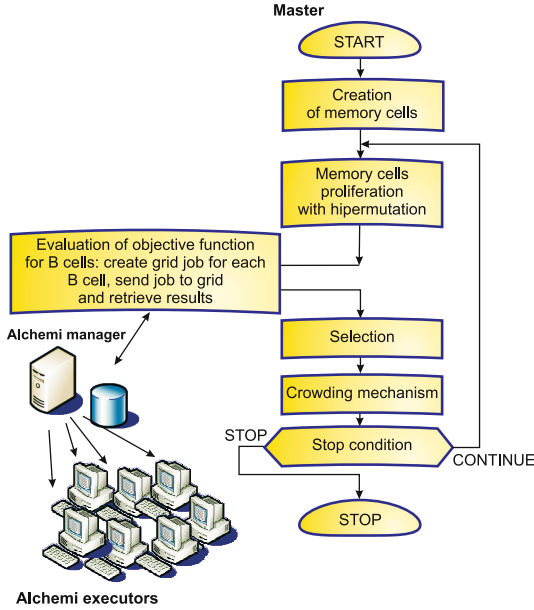 Master
START
Creation
of memory cells
Memory cells
proliferation
with hipermutation
Evaluation of objective function
for B cells: create grid job for each
B cell, send job to grid
and retrieve results
Alchemi manager
Selection
Crowding mechanism
STOP
Stop condition
CONTINUE
STOP
Alchemi executors